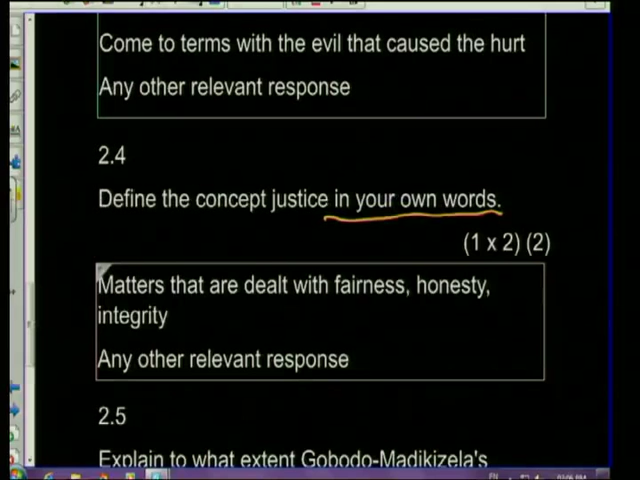 Come to terms with the evil that caused the hurt
Any other relevant response
2.4
Define the concept justice in your own words.
(1 x 2) (2)
Matters that are dealt with fairness, honesty,
integrity
Any other relevant response
2.5
Explain to what extent Gobodo-Madikizela's